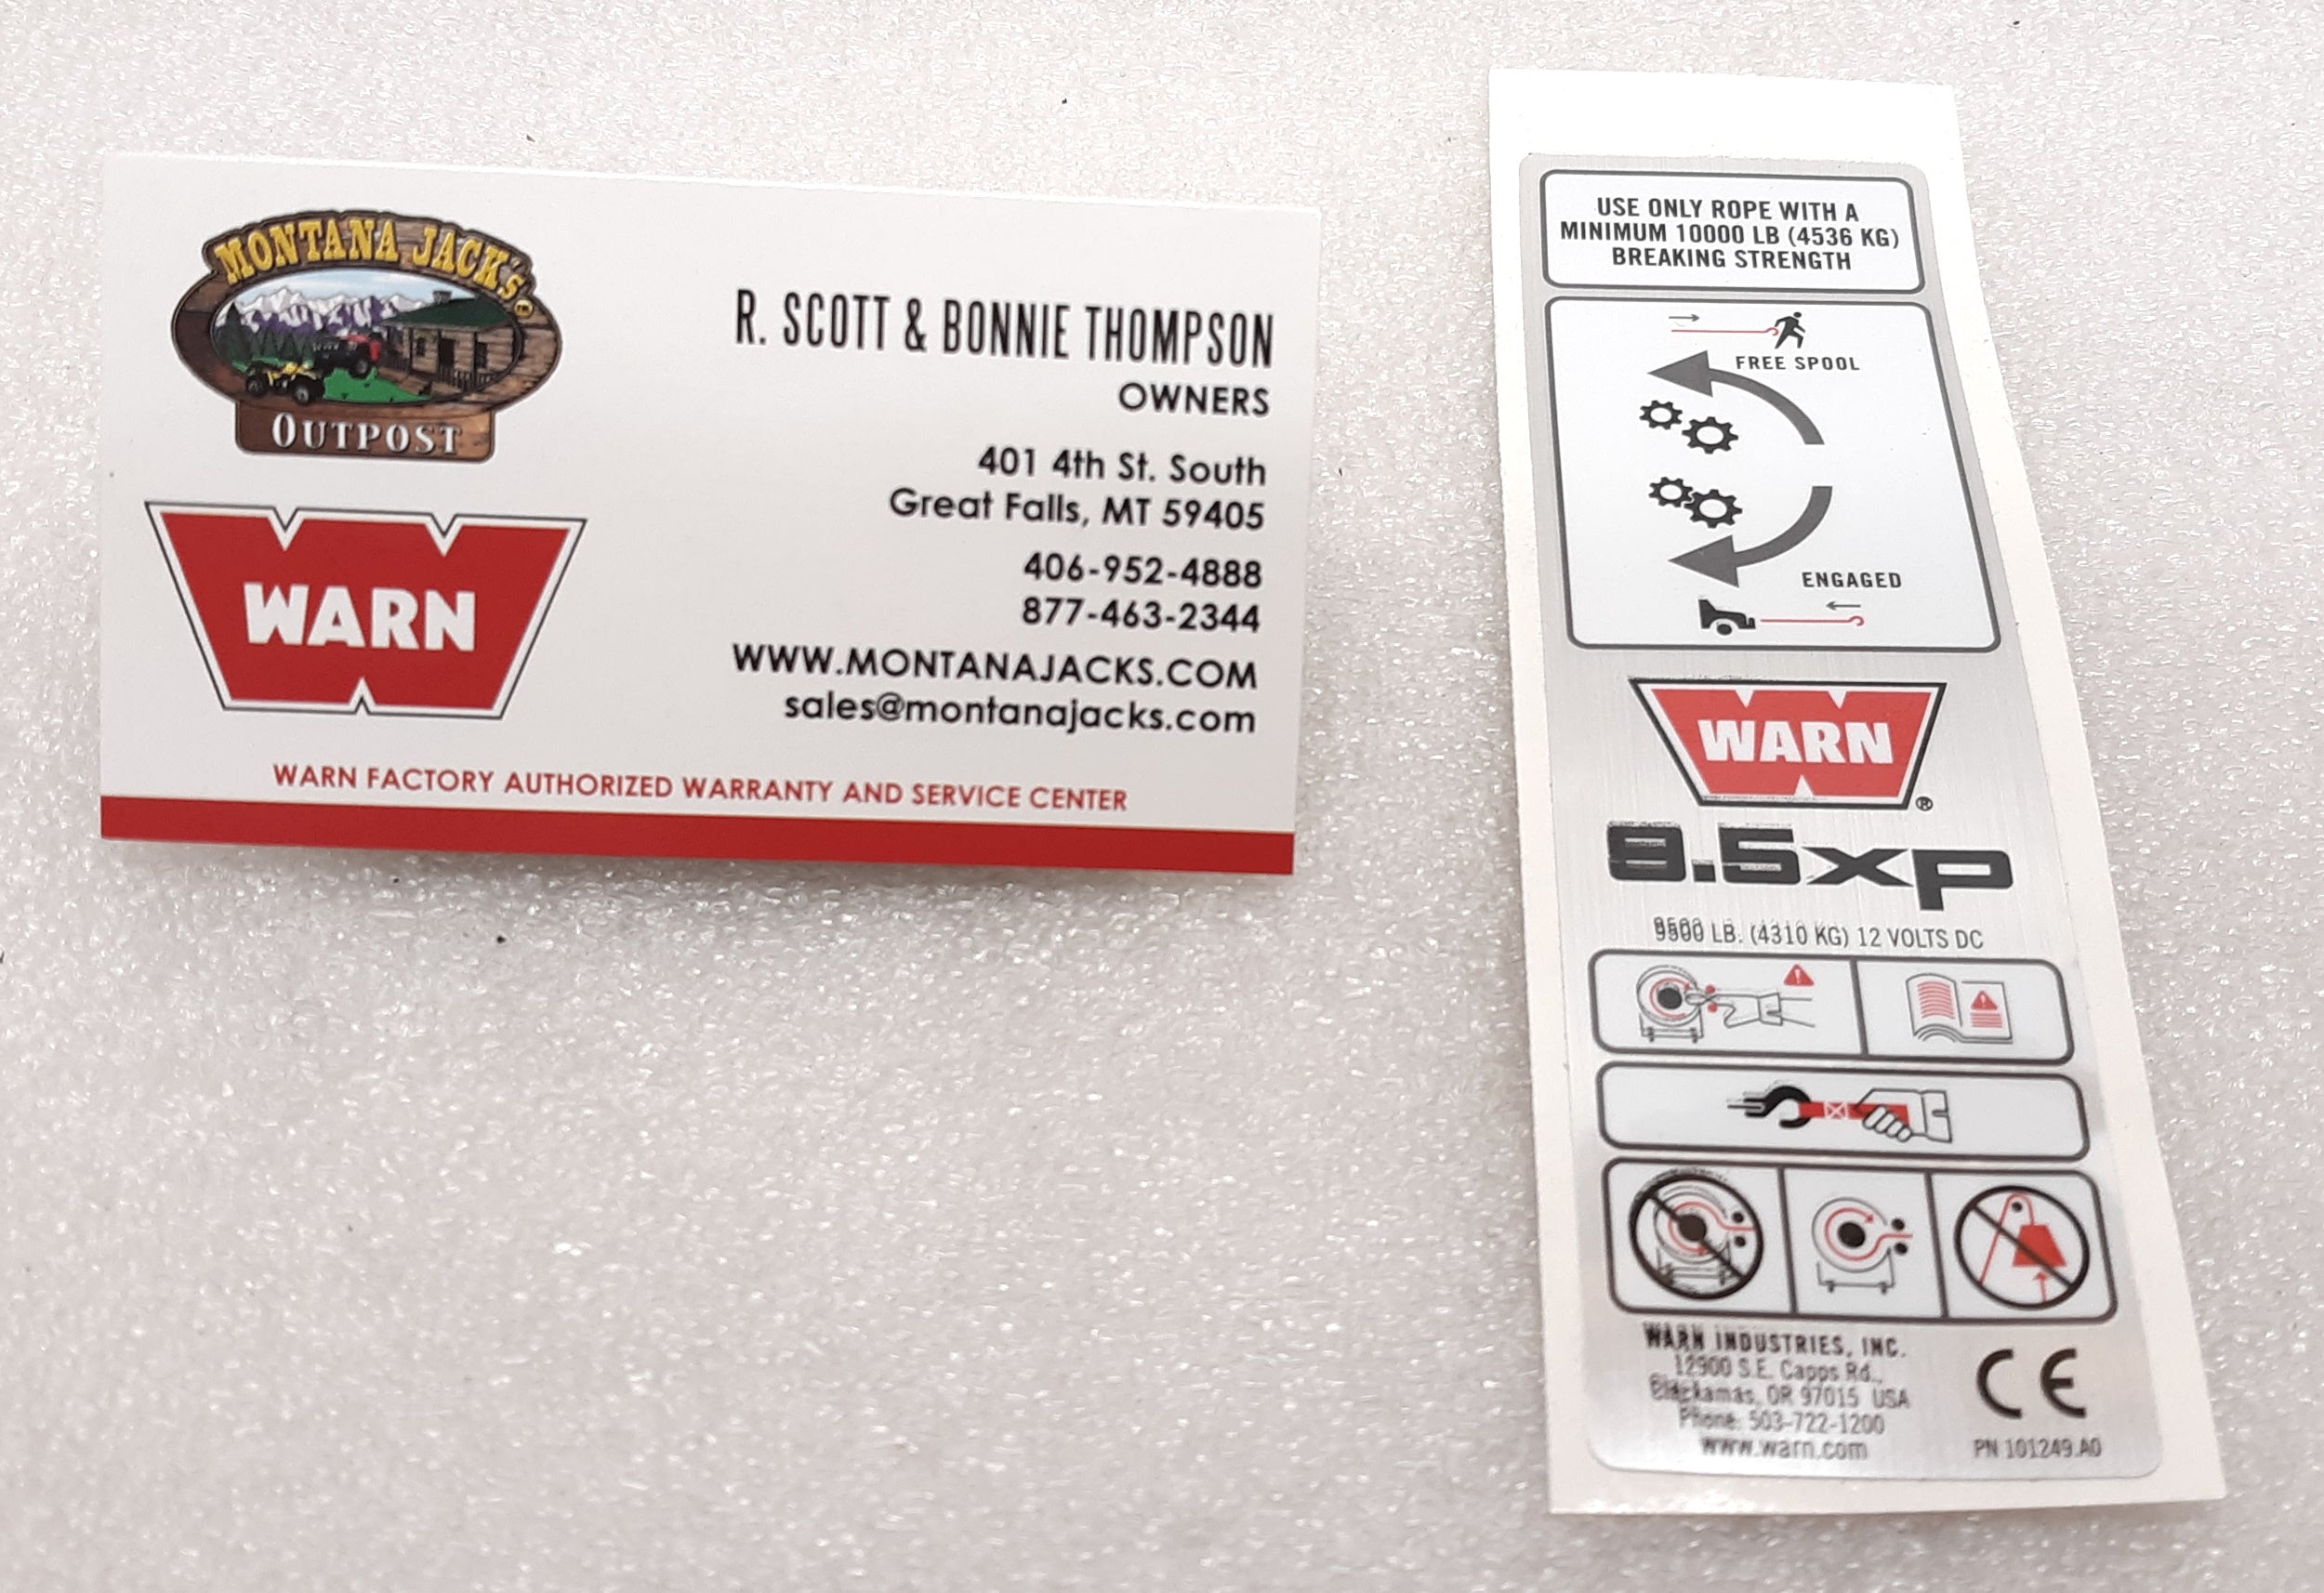 MONTANA JACK's
OUTPOST
WARN
R. SCOTT & BONNIE THOMPSON
OWNERS
401 4th St. South
Great Falls, MT 59405
406-952-4888
877-463-2344
WWW.MONTANAJACKS.COM
sales@montanajacks.com
WARN FACTORY AUTHORIZED WARRANTY AND SERVICE CENTER
USE ONLY ROPE WITH A
MINIMUM 10000 LB (4536 KG)
BREAKING STRENGTH
FREE SPOOL
ENGAGED
WARN®
9.5xp
9500 LB. (4310 KG) 12 VOLTS DC
WARN INDUSTRIES, INC.
12900 S.E. Capps Rd.,
Clackamas, OR 97015 USA
Phone: 503-722-1200
www.warn.com
CE
PN 101249.A0